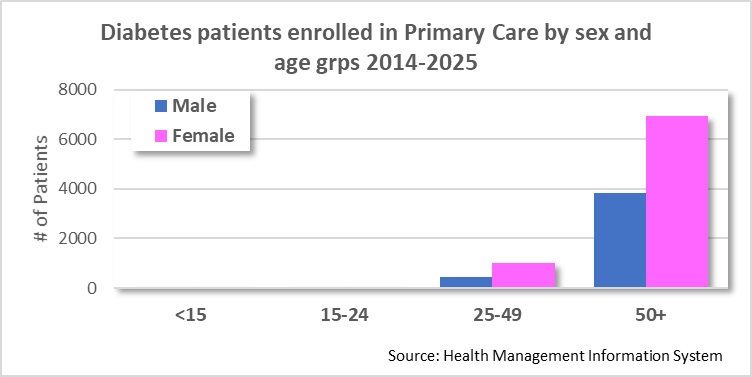 Diabetes patients enrolled in Primary Care by sex and
age grps 2014-2025
# of Patients
8000
6000
4000
2000
0
Male
Female
<15
15-24
25-49
50+
Source: Health Management Information System